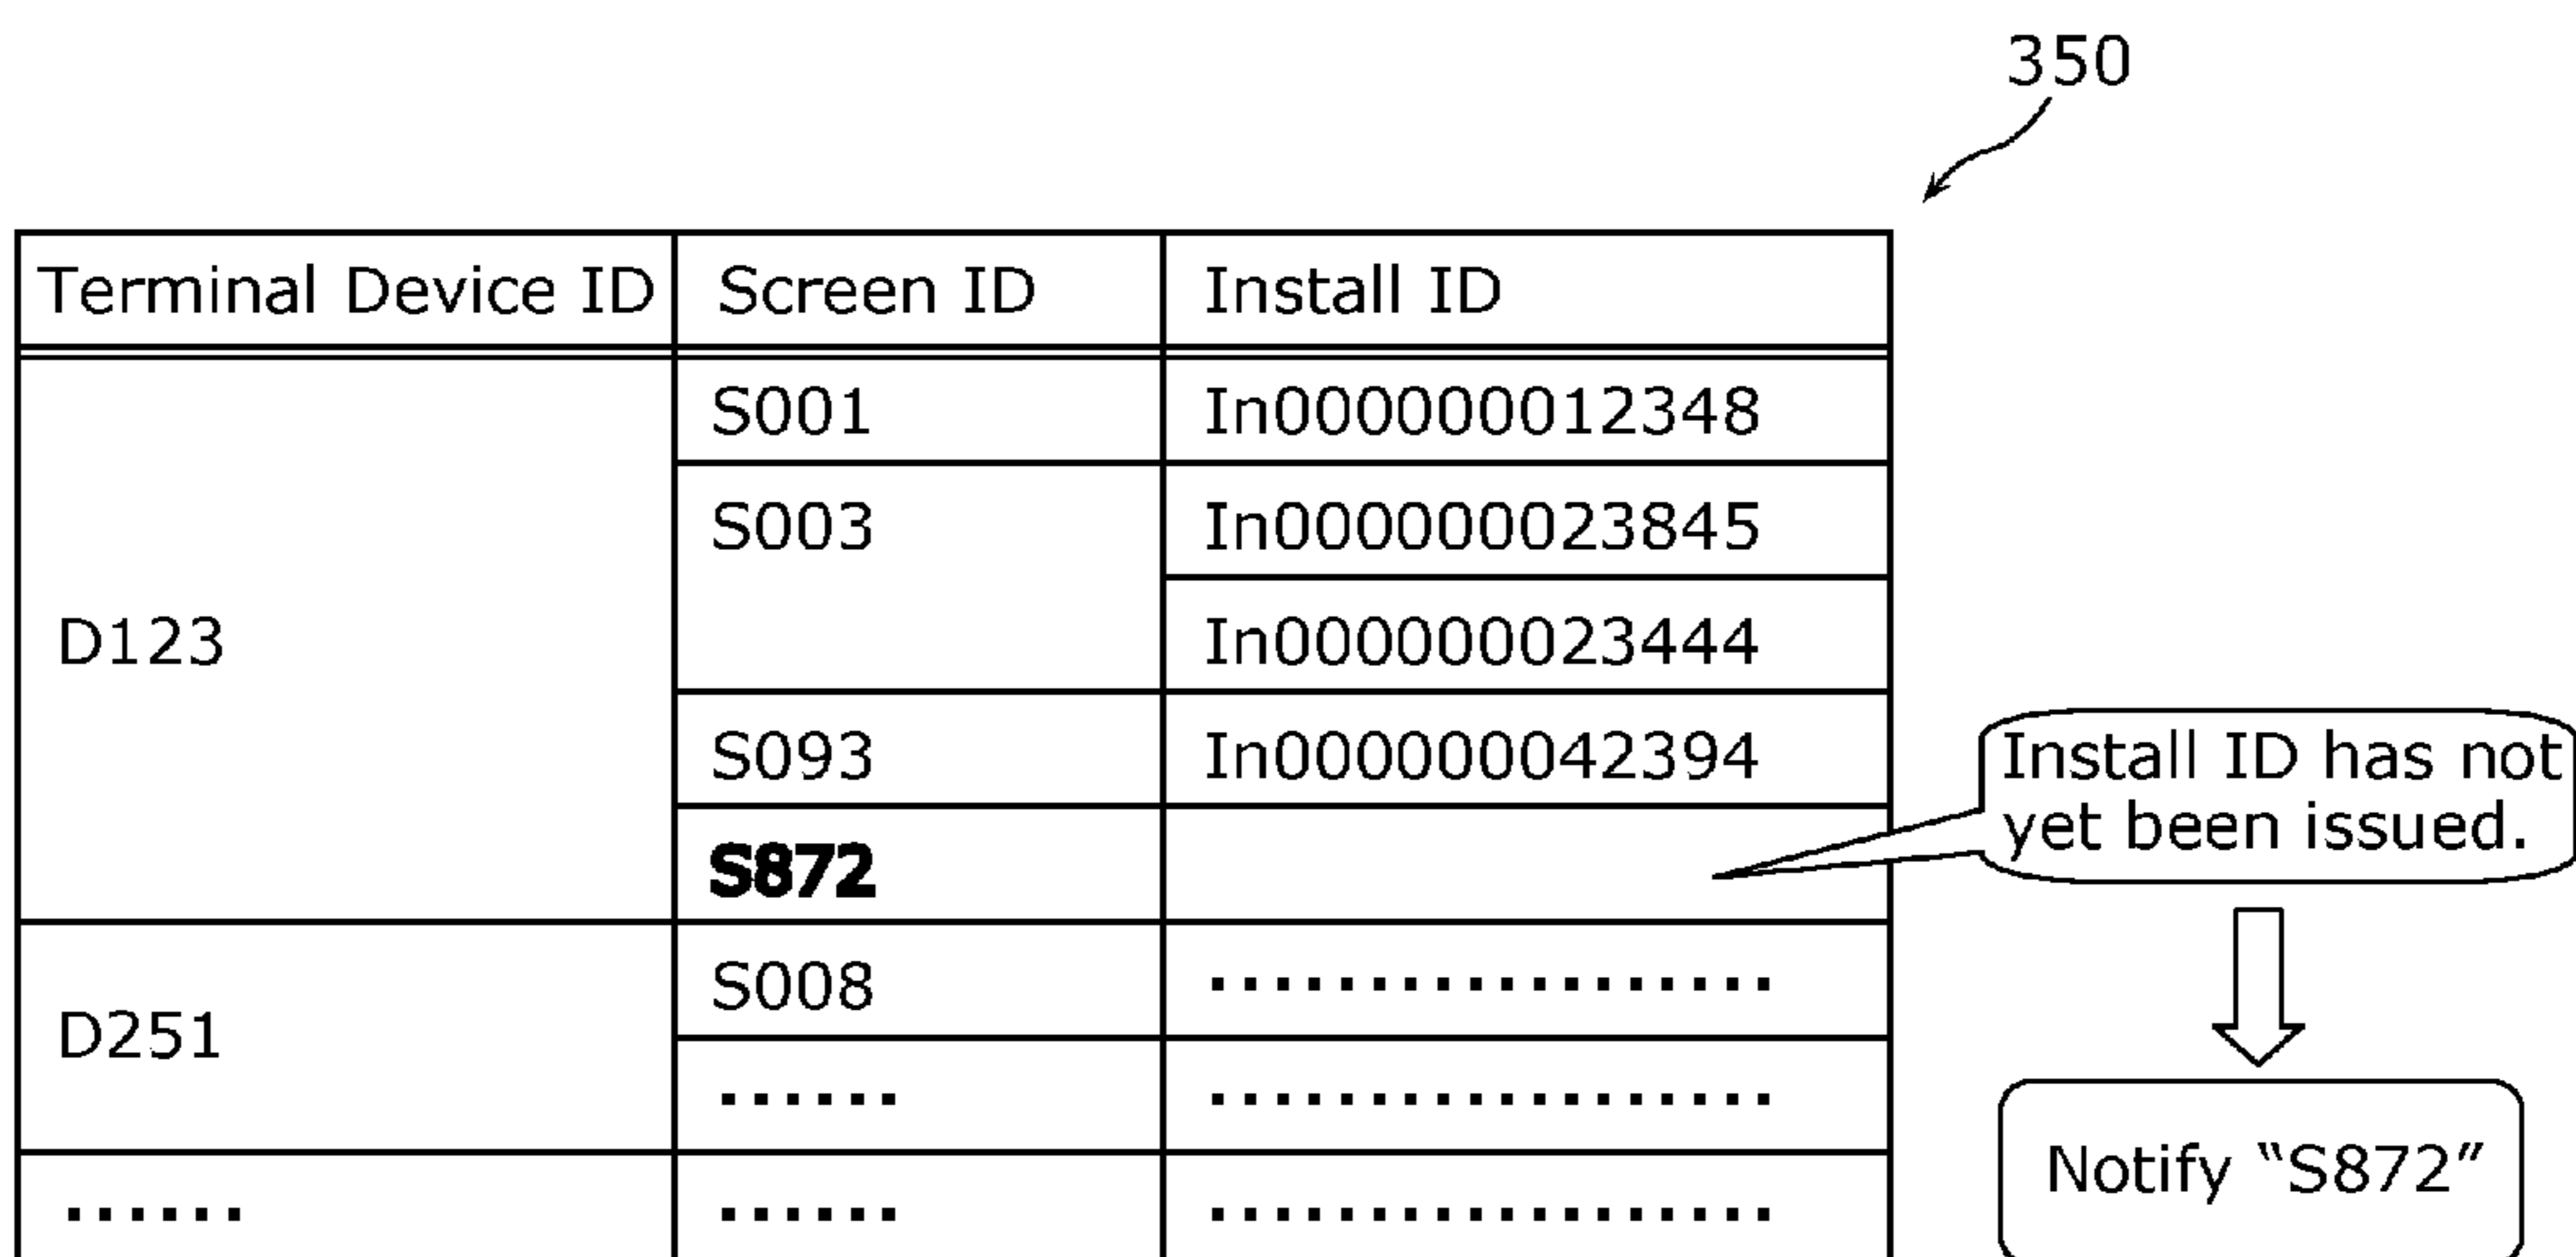 350
Terminal Device ID Screen ID Install ID
S001 In000000012348
S003 In000000023845
D123 In000000023444
S093 In000000042394
Install ID has not
yet been issued.
S872
S008 ..................
D251
...... ..................
Notify “S872”
...... ...... ..................